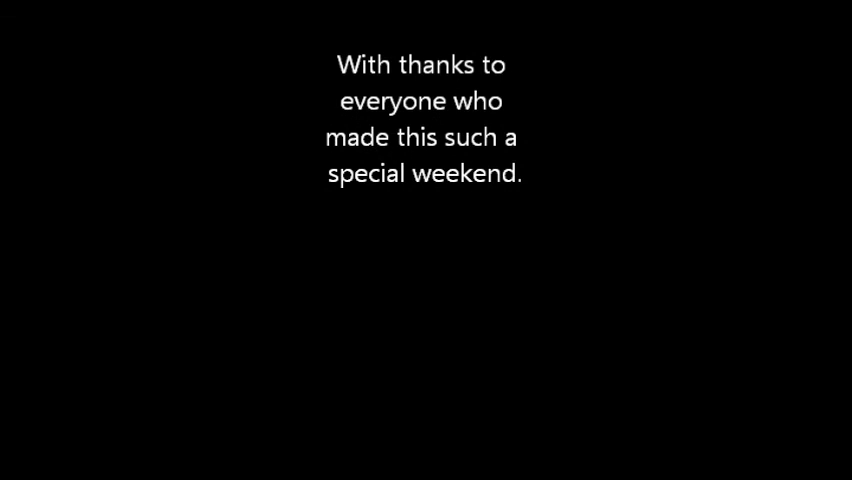 With thanks to
everyone who
made this such a
special weekend.